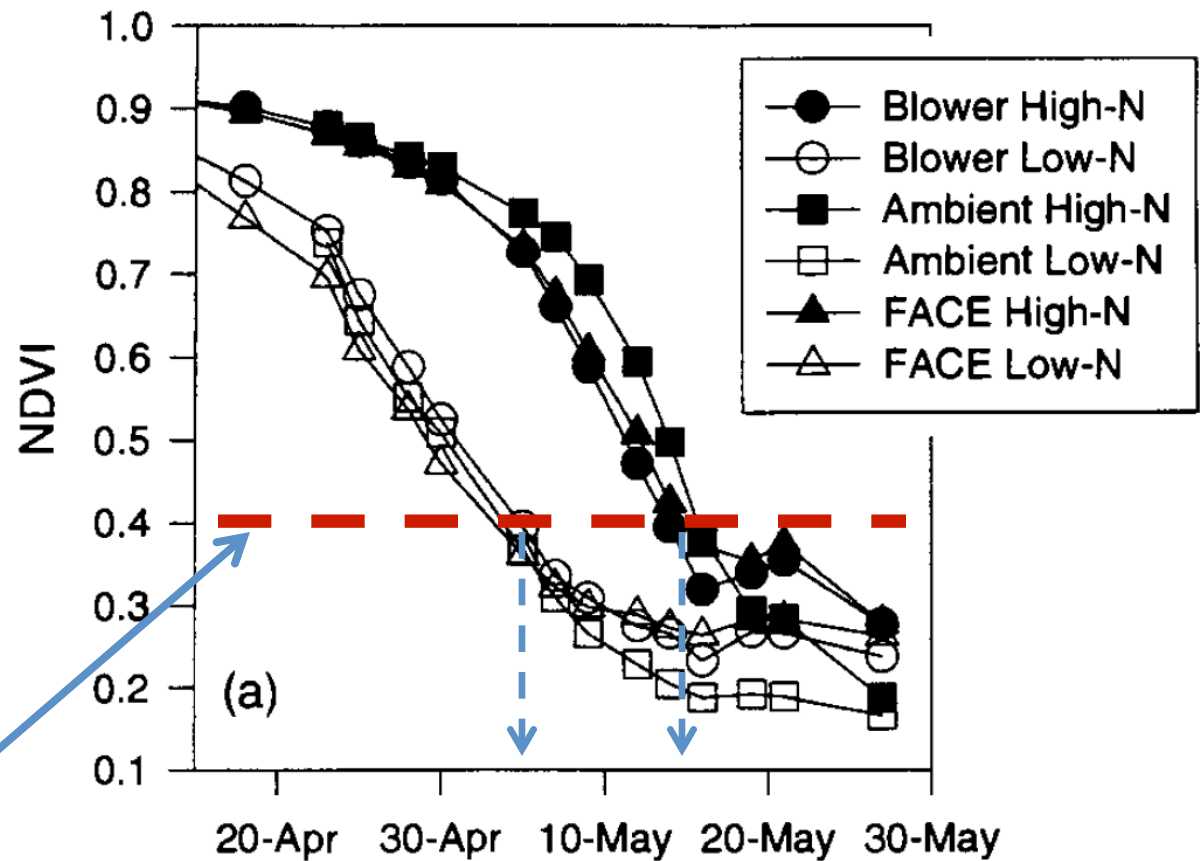 1.0
0.9
0.8
0.7
0.6
0.5
0.4
0.3
0.2
0.1
NDVI
Blower High-N
Blower Low-N
Ambient High-N
Ambient Low-N
FACE High-N
FACE Low-N
(a)
20-Apr 30-Apr 10-May 20-May 30-May